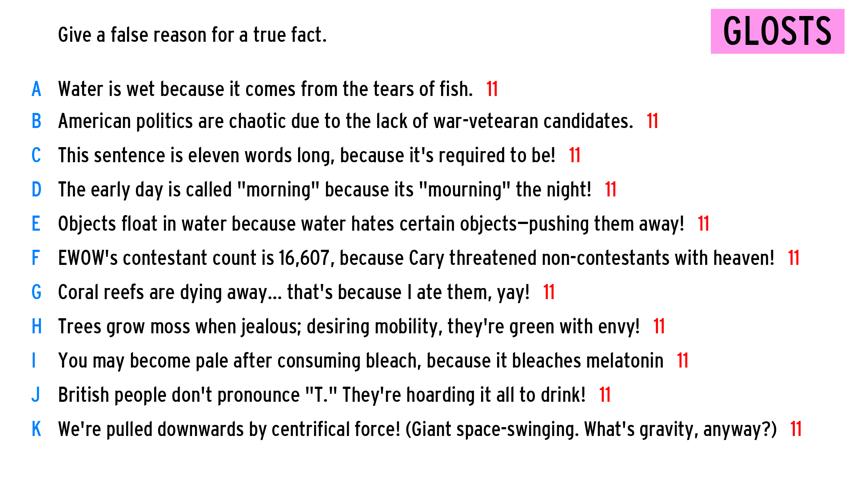 Give a false reason for a true fact.
GLOSTS
A Water is wet because it comes from the tears of fish. 11
B American politics are chaotic due to the lack of war-vetearan candidates. 11
C This sentence is eleven words long, because it's required to be! 11
D The early day is called "morning" because its "mourning" the night! 11
E Objects float in water because water hates certain objects—pushing them away! 11
F EWOW's contestant count is 16,607, because Cary threatened non-contestants with heaven! 11
G Coral reefs are dying away... that's because I ate them, yay! 11
H Trees grow moss when jealous; desiring mobility, they're green with envy! 11
I You may become pale after consuming bleach, because it bleaches melatonin 11
J British people don't pronounce "T." They're hoarding it all to drink! 11
K We're pulled downwards by centrifical force! (Giant space-swinging. What's gravity, anyway?) 11